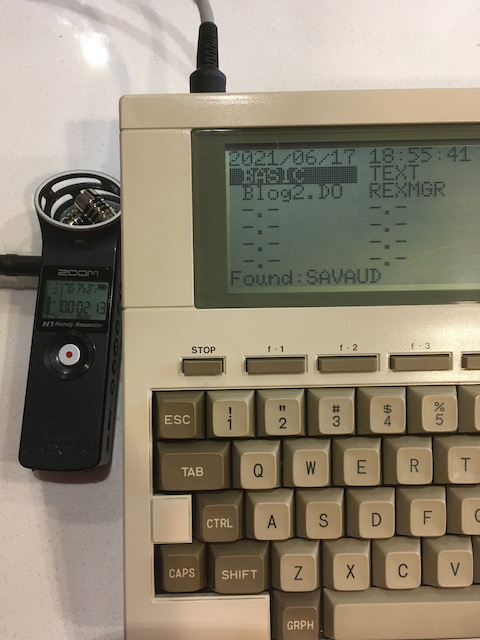 2021/06/17 18:55:41
BASIC TEXT
Blog2.DO REXMGR
-.- -.-
-.- -.-
-.- -.-
-.- -.-
Found:SAVAUD
ZOOM
H1 Handy Recorder
STOP f·1 f·2 f·3
ESC ! 1 " 2 # 3 $ 4 % 5
TAB Q W E R T
CTRL A S D F
CAPS SHIFT Z X C V
GRPH